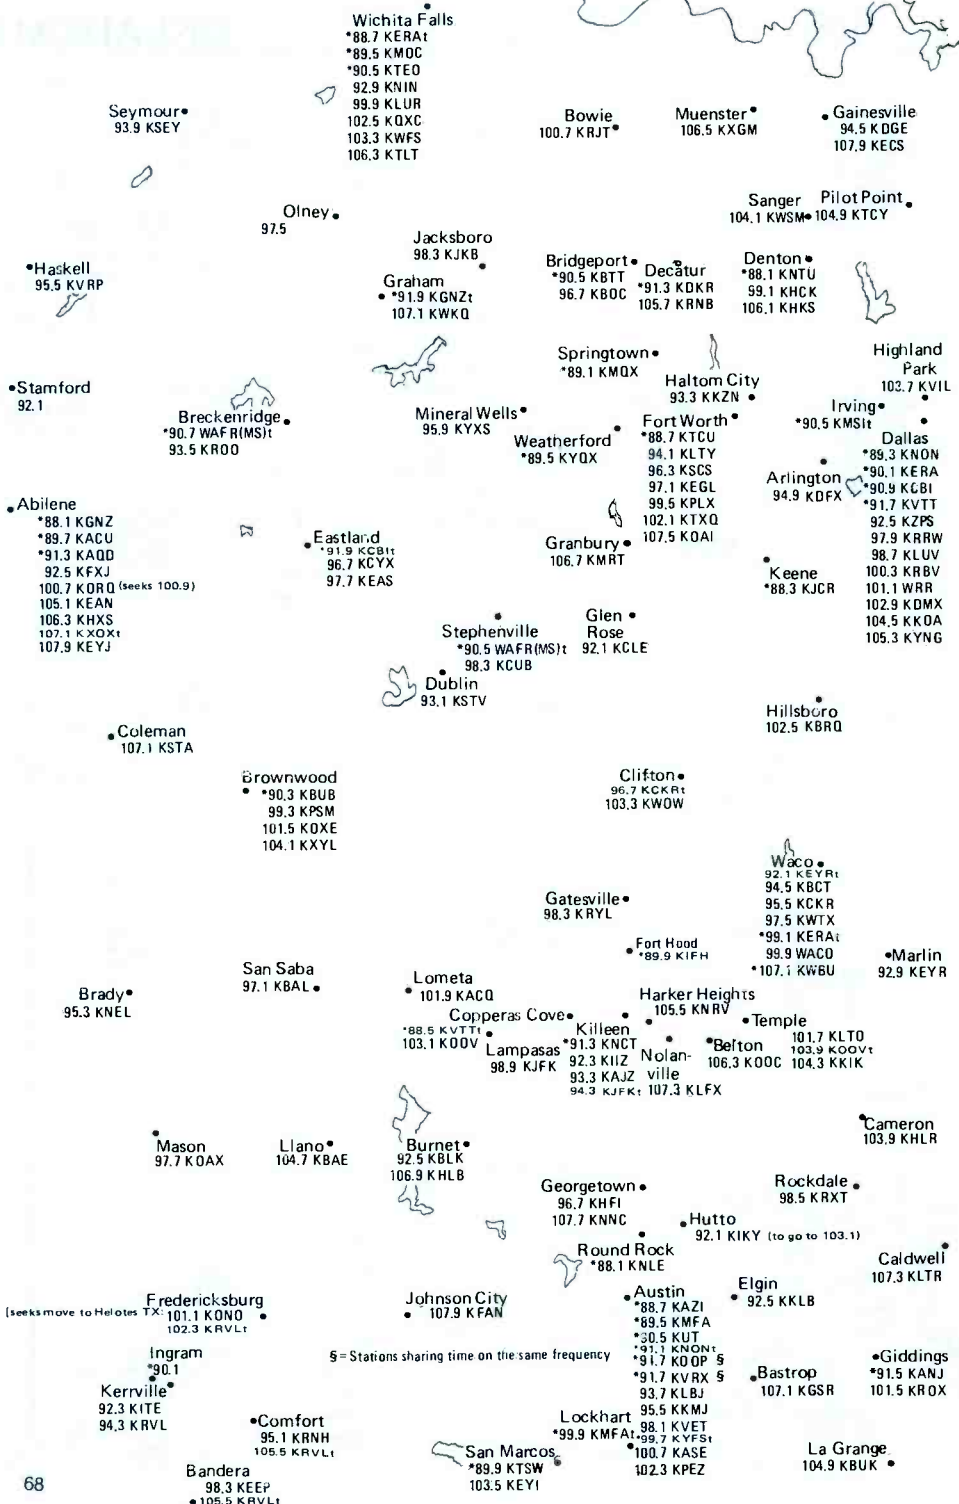 Wichita Falls
*88.7 KERAt
*89.5 KMOC
*90.5 KTEO
92.9 KNIN
99.9 KLUR
102.5 KQXC
103.3 KWFS
106.3 KTLT
Seymour
93.9 KSEY
Bowie
100.7 KRJT
Muenster
106.5 KXGM
Gainesville
94.5 KDGE
107.9 KECS
Olney
97.5
Sanger
104.1 KWSM
Pilot Point
104.9 KTCY
Jacksboro
98.3 KJKB
Haskell
95.5 KVRP
Graham
*91.9 KGNZt
107.1 KWKQ
Bridgeport
*90.5 KBTT
96.7 KBOC
Decatur
*91.3 KDKR
105.7 KRNB
Denton
*88.1 KNTU
99.1 KHCK
106.1 KHKS
Springtown
*89.1 KMQX
Highland
Park
103.7 KVIL
Stamford
92.1
Haltom City
93.3 KKZN
Breckenridge
*90.7 WAFR(MS)t
93.5 KROO
Mineral Wells
95.9 KYXS
Weatherford
*89.5 KYQX
Fort Worth
*88.7 KTCU
94.1 KLTY
96.3 KSCS
97.1 KEGL
99.5 KPLX
102.1 KTXQ
107.5 KOAI
Irving
*90.5 KMSIt
Dallas
*89.3 KNON
*90.1 KERA
*90.9 KCBI
*91.7 KVTT
92.5 KZPS
97.9 KRRW
98.7 KLUV
100.3 KRBV
101.1 WRR
102.9 KDMX
104.5 KKDA
105.3 KYNG
Arlington
94.9 KDFX
Abilene
*88.1 KGNZ
*89.7 KACU
*91.3 KAQD
92.5 KFXJ
100.7 KORQ (seeks 100.9)
105.1 KEAN
106.3 KHXS
107.1 KXOXt
107.9 KEYJ
Eastland
*91.9 KCBIt
96.7 KCYX
97.7 KEAS
Granbury
106.7 KMRT
Keene
*88.3 KJCR
Stephenville
*90.5 WAFR(MS)t
98.3 KCUB
Glen
Rose
92.1 KCLE
Dublin
93.1 KSTV
Hillsboro
102.5 KBRQ
Coleman
107.1 KSTA
Brownwood
*90.3 KBUB
99.3 KPSM
101.5 KOXE
104.1 KXYL
Clifton
96.7 KCKRt
103.3 KWOW
Waco
92.1 KEYRt
94.5 KBCT
95.5 KCKR
97.5 KWTX
*99.1 KERAt
99.9 WACO
*107.1 KWBU
Gatesville
98.3 KRYL
Fort Hood
*89.9 KIFH
Marlin
92.9 KEYR
San Saba
97.1 KBAL
Brady
95.3 KNEL
Lometa
101.9 KACQ
Harker Heights
105.5 KNRV
Copperas Cove
*88.5 KVTTt
103.1 KOOV
Lampasas
98.9 KJFK
Killeen
*91.3 KNCT
92.3 KIIZ
93.3 KAJZ
94.3 KJFKt
Nolan-
ville
107.3 KLFX
Belton
106.3 KOOC
Temple
101.7 KLTO
103.9 KOOVt
104.3 KKIK
Cameron
103.9 KHLR
Mason
97.7 KOAX
Llano
104.7 KBAE
Burnet
92.5 KBLK
106.9 KHLB
Georgetown
96.7 KHFI
107.7 KNNC
Rockdale
98.5 KRXT
Hutto
92.1 KIKY (to go to 103.1)
Round Rock
*88.1 KNLE
Caldwell
107.3 KLTR
Fredericksburg
(seeks move to Helotes TX: 101.1 KONO
102.3 KRVLt
Johnson City
107.9 KFAN
Austin
*88.7 KAZI
*89.5 KMFA
*90.5 KUT
*91.1 KNONt
*91.7 KOOP §
*91.7 KVRX §
93.7 KLBJ
95.5 KKMJ
98.1 KVET
99.7 KYFSt
100.7 KASE
102.3 KPEZ
Elgin
92.5 KKLB
Ingram
*90.1
§ = Stations sharing time on the same frequency
Kerrville
92.3 KITE
94.3 KRVL
Bastrop
107.1 KGSR
Giddings
*91.5 KANJ
101.5 KROX
Comfort
95.1 KRNH
105.5 KRVLt
Lockhart
*99.9 KMFAt
San Marcos
*89.9 KTSW
103.5 KEYI
La Grange
104.9 KBUK
Bandera
98.3 KEEP
105.5 KRVLt
68